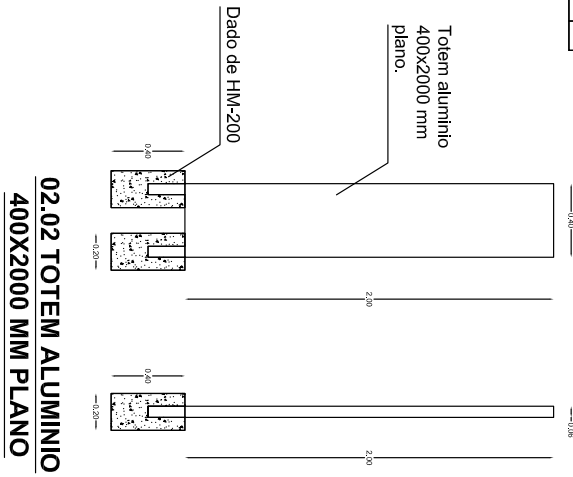 Totem aluminio
400x2000 mm
plano.
Dado de HM-200
0,40
2,00
0,40
0,20
0,06
2,00
0,40
0,20
02.02 TOTEM ALUMINIO
400X2000 MM PLANO